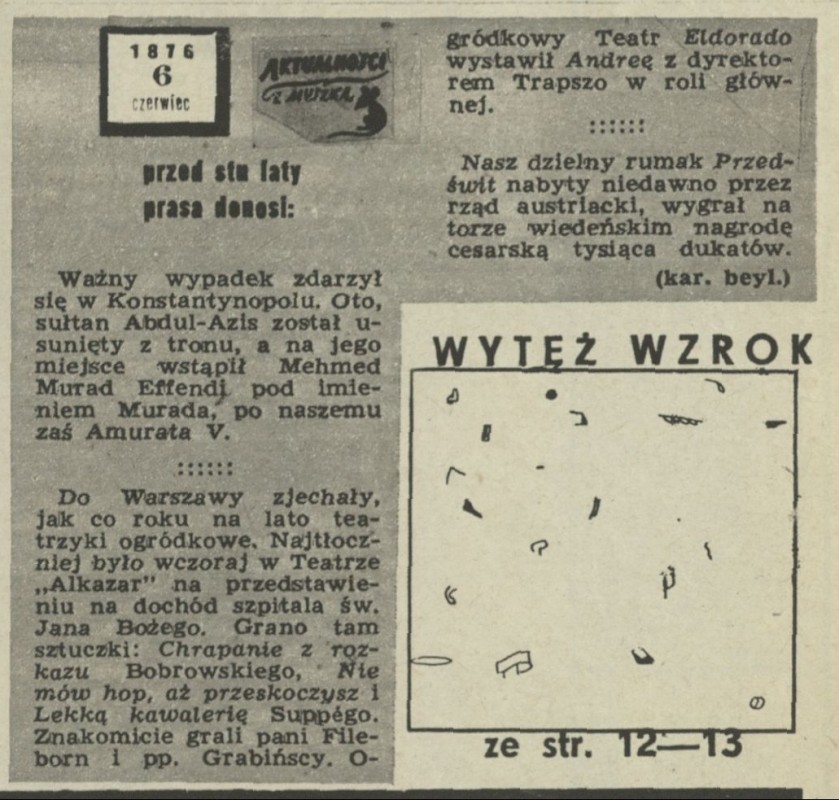 1876
6
czerwiec
AKTUALNOŚCI
Z MUSZKĄ
przed stu laty
prasa donosi:
Ważny wypadek zdarzył
się w Konstantynopolu. Oto,
sułtan Abdul-Azis został u-
sunięty z tronu, a na jego
miejsce wstąpił Mehmed
Murad Effendi pod imie-
niem Murada, po naszemu
zaś Amurata V.
::::::
Do Warszawy zjechały,
jak co roku na lato tea-
trzyki ogródkowe. Najtłocz-
niej było wczoraj w Teatrze
„Alkazar" na przedstawie-
niu na dochód szpitala św.
Jana Bożego. Grano tam
sztuczki: Chrapanie z roz-
kazu Bobrowskiego, Nie
mów hop, aż przeskoczysz i
Lekką kawalerię Suppégo.
Znakomicie grali pani File-
born i pp. Grabińscy. O-
gródkowy Teatr Eldorado
wystawił Andreę z dyrekto-
rem Trapszo w roli głów-
nej.
::::::
Nasz dzielny rumak Przed-
świt nabyty niedawno przez
rząd austriacki, wygrał na
torze wiedeńskim nagrodę
cesarską tysiąca dukatów.
(kar. beyl.)
WYTĘŻ WZROK
ze str. 12—13